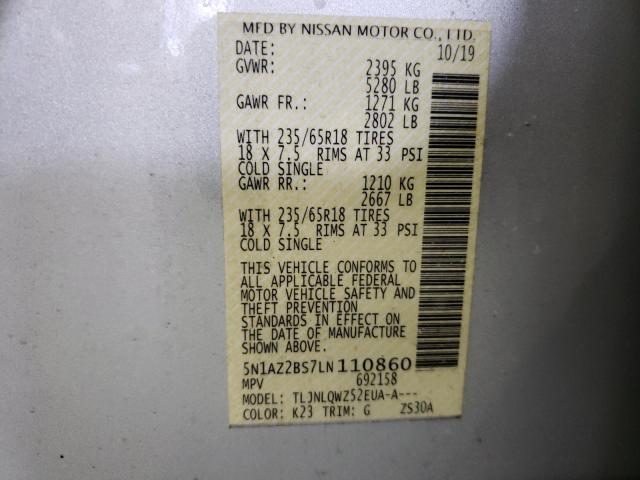 MFD BY NISSAN MOTOR CO., LTD.
DATE: 10/19
GVWR: 2395 KG
5280 LB
GAWR FR.: 1271 KG
2802 LB
WITH 235/65R18 TIRES
18 X 7.5 RIMS AT 33 PSI
COLD SINGLE
GAWR RR.: 1210 KG
2667 LB
WITH 235/65R18 TIRES
18 X 7.5 RIMS AT 33 PSI
COLD SINGLE
THIS VEHICLE CONFORMS TO
ALL APPLICABLE FEDERAL
MOTOR VEHICLE SAFETY AND
THEFT PREVENTION
STANDARDS IN EFFECT ON
THE DATE OF MANUFACTURE
SHOWN ABOVE.
5N1AZ2BS7LN110860
MPV 692158
MODEL: TLJNLQWZ52EUA-A---
COLOR: K23 TRIM: G ZS30A